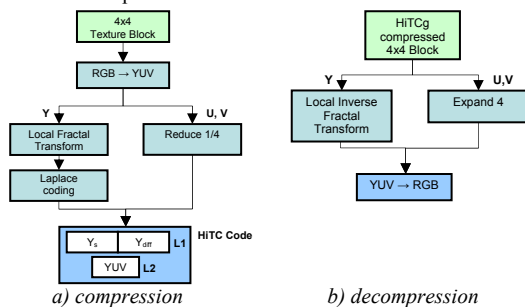 4x4
Texture Block
RGB → YUV
Y
U, V
Local Fractal
Transform
Reduce 1/4
Laplace
coding
HiTC Code
Ys
Ydiff
L1
YUV
L2
a) compression
HiTCg
compressed
4x4 Block
Y
U,V
Local Inverse
Fractal
Transform
Expand 4
YUV → RGB
b) decompression